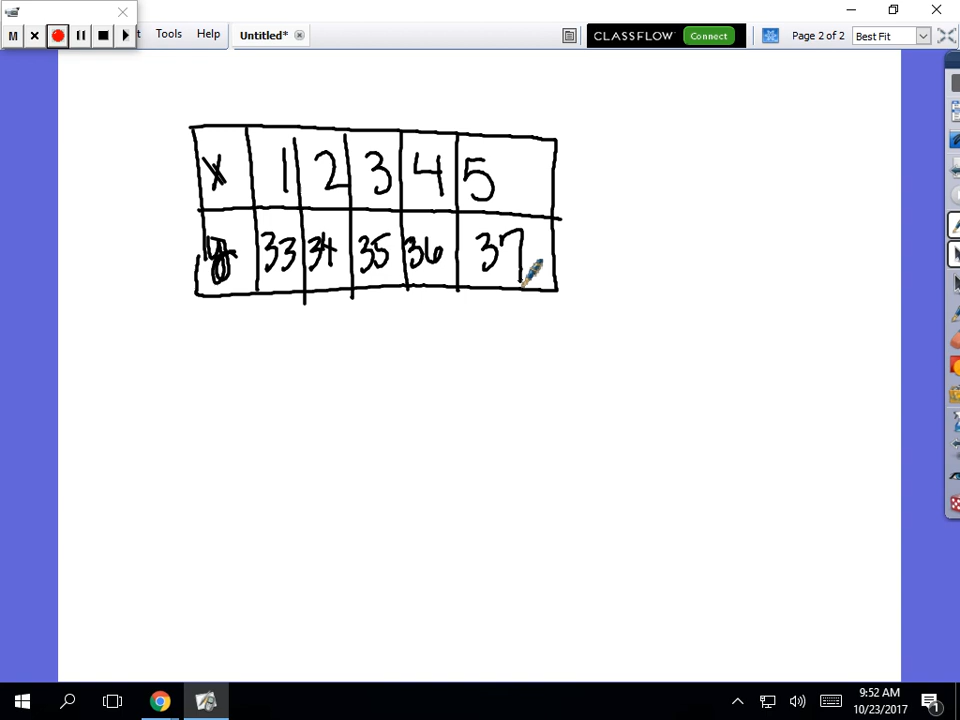 M
t Tools Help Untitled* CLASSFLOW Connect Page 2 of 2 Best Fit
x 1 2 3 4 5
y 33 34 35 36 37
9:52 AM
10/23/2017
1